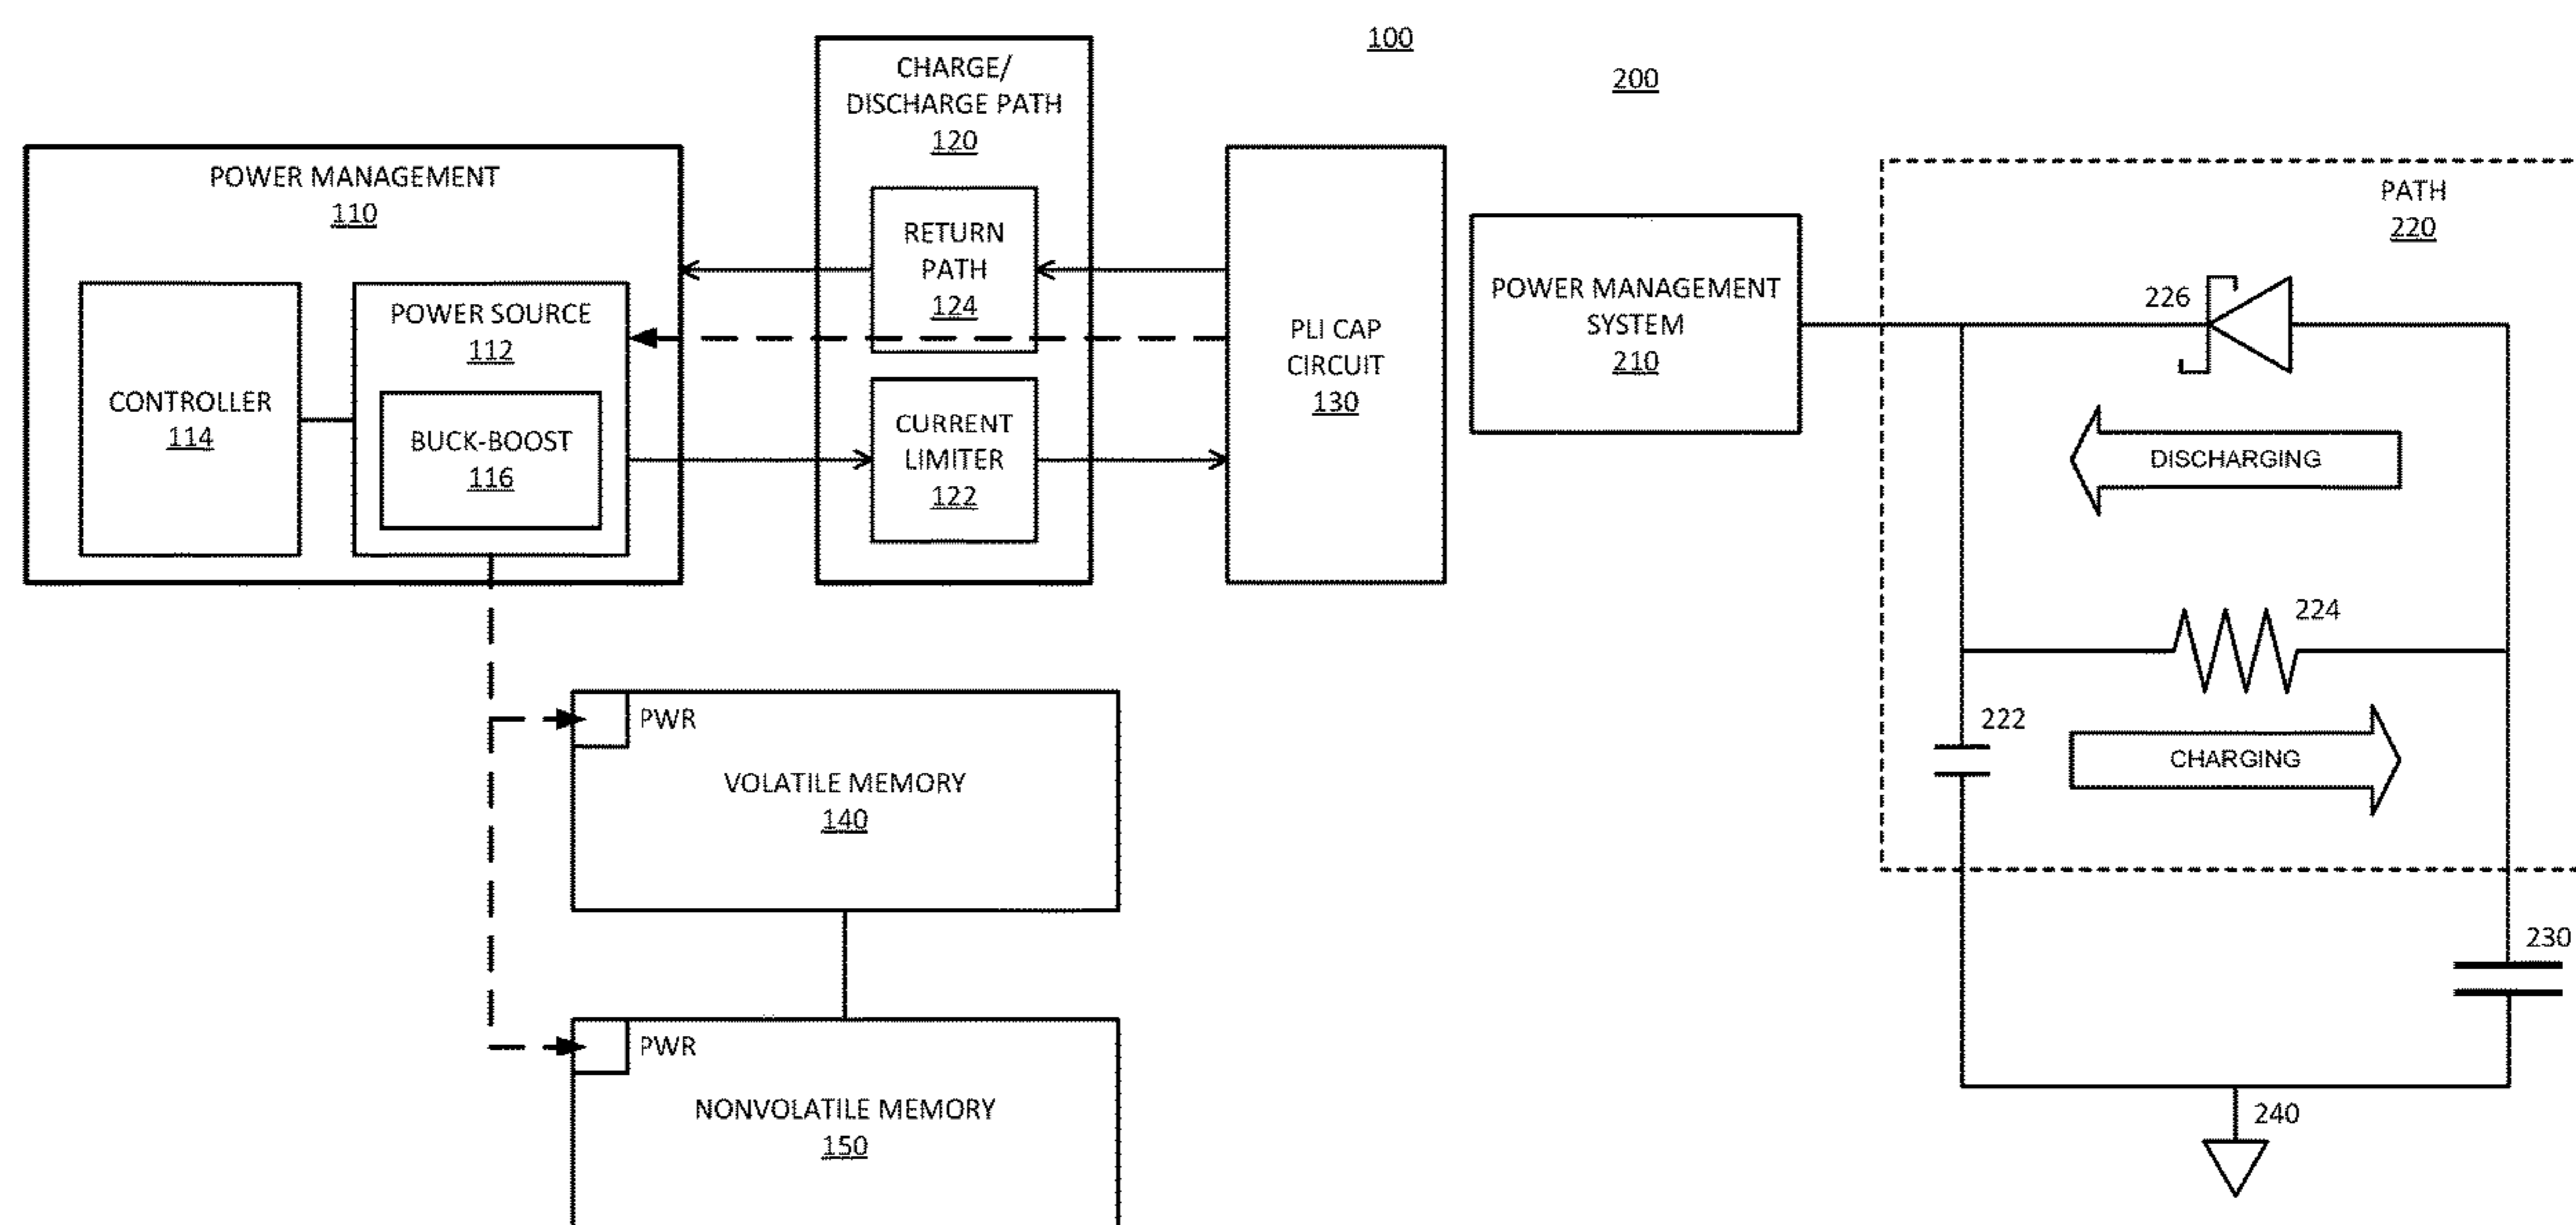 100
CHARGE/
DISCHARGE PATH
120
POWER MANAGEMENT
110
RETURN
PATH
124
CONTROLLER
114
POWER SOURCE
112
BUCK-BOOST
116
CURRENT
LIMITER
122
PLI CAP
CIRCUIT
130
PWR
VOLATILE MEMORY
140
PWR
NONVOLATILE MEMORY
150
200
POWER MANAGEMENT
SYSTEM
210
PATH
220
226
DISCHARGING
224
222
CHARGING
230
240